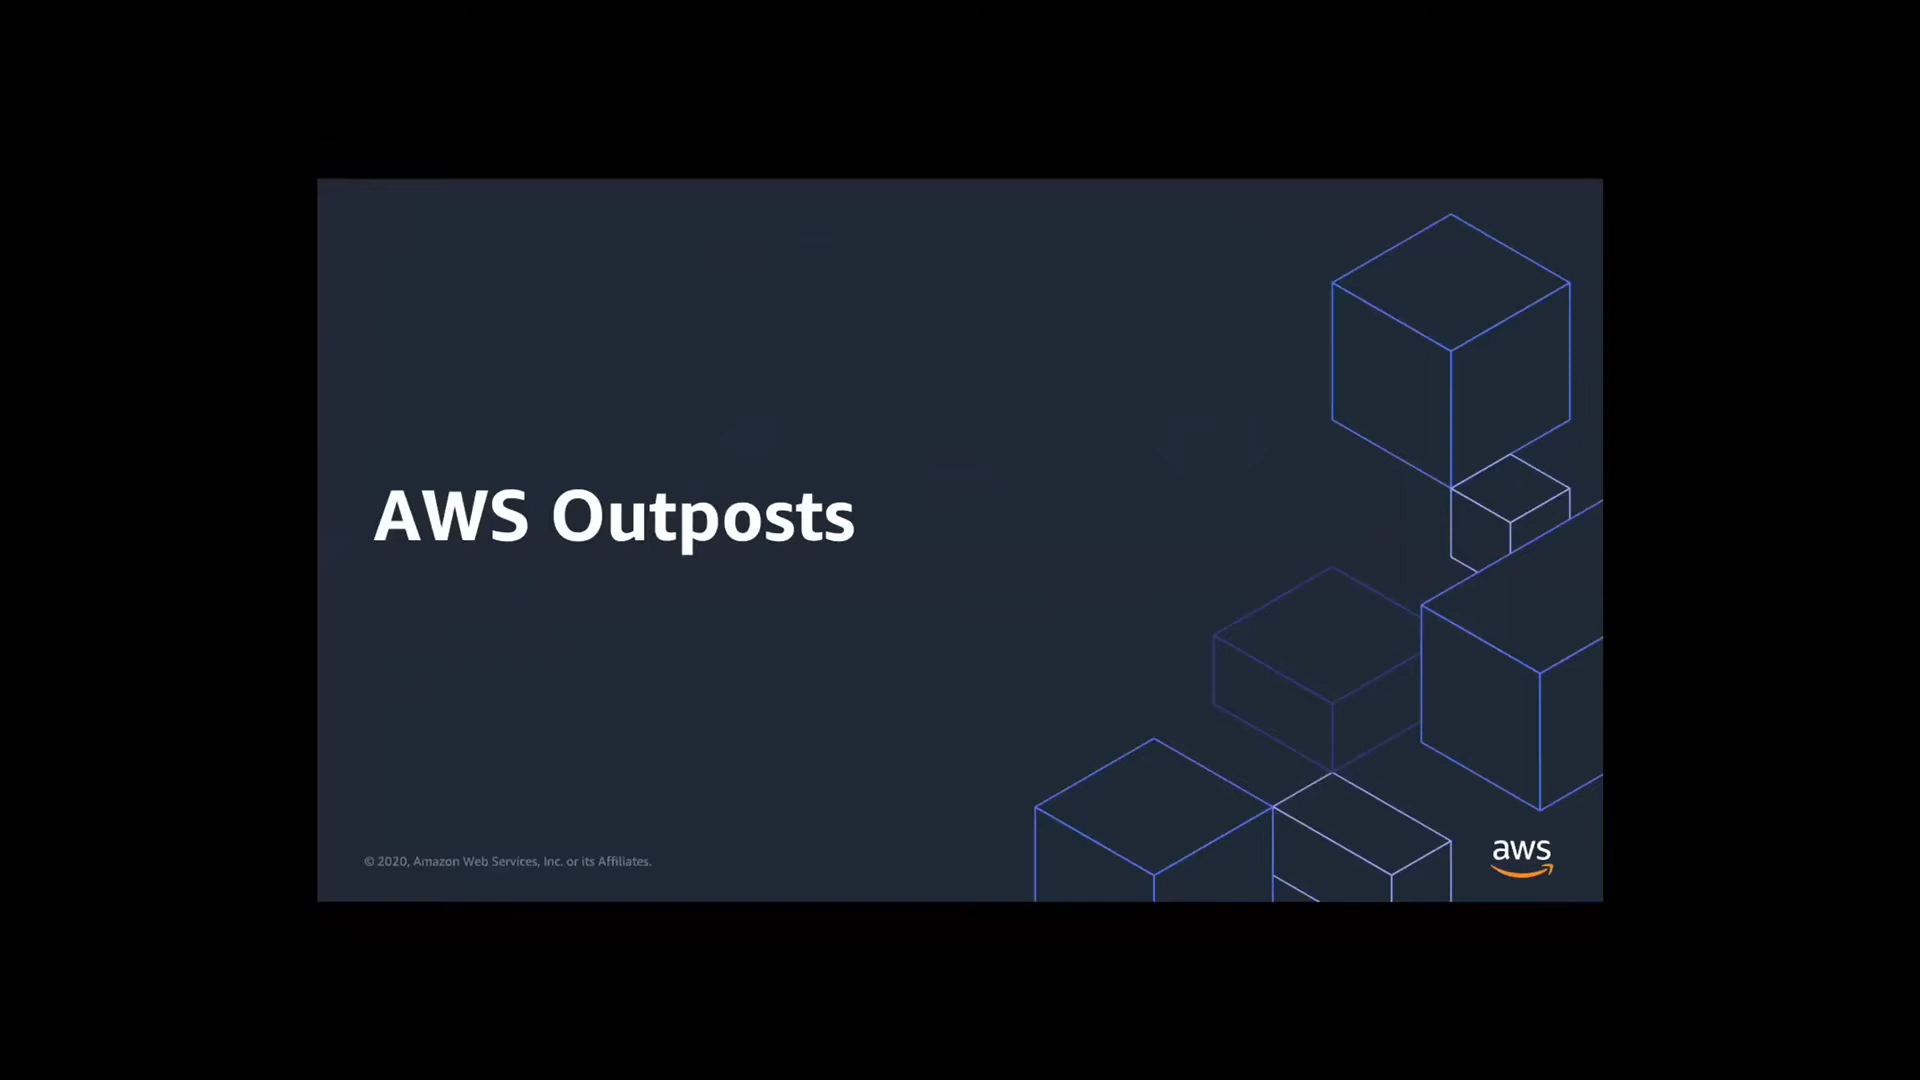 AWS Outposts
© 2020, Amazon Web Services, Inc. or its Affiliates.
aws